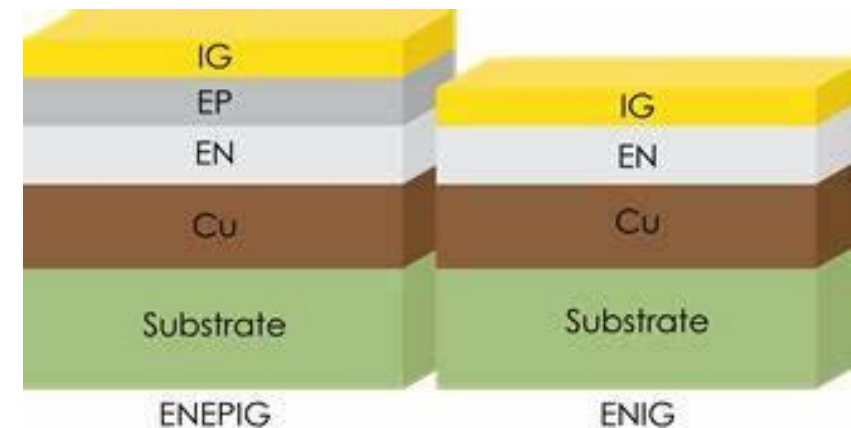 IG
EP
EN
Cu
Substrate
ENEPIG
IG
EN
Cu
Substrate
ENIG